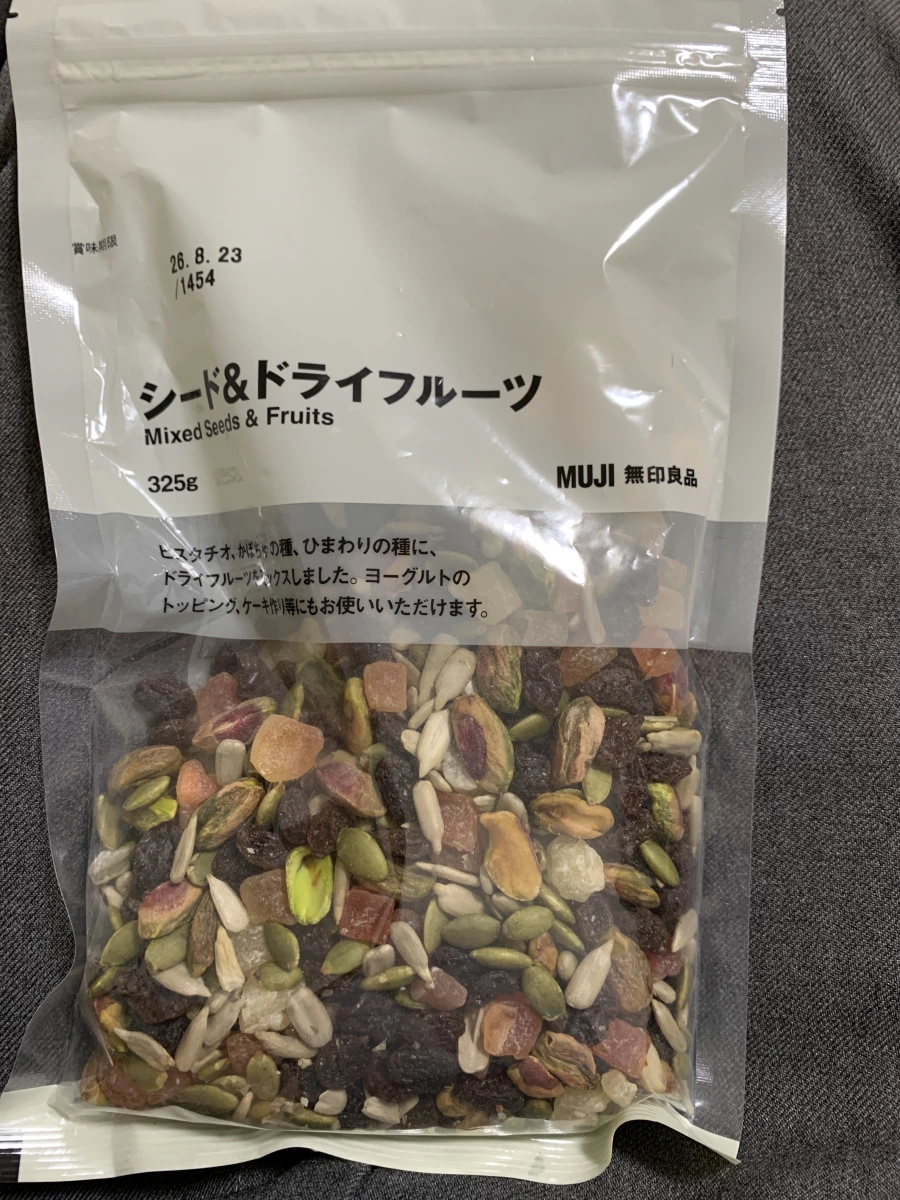 賞味期限
26. 8. 23
/1454
シード&ドライフルーツ
Mixed Seeds & Fruits
325g
MUJI 無印良品
ピスタチオ、かぼちゃの種、ひまわりの種に、
ドライフルーツをミックスしました。ヨーグルトの
トッピング、ケーキ作り等にもお使いいただけます。